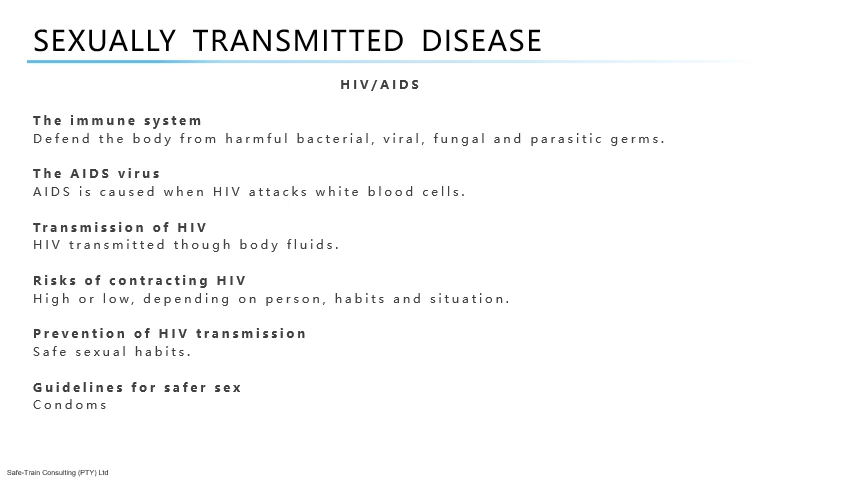 SEXUALLY TRANSMITTED DISEASE
HIV/AIDS
The immune system
Defend the body from harmful bacterial, viral, fungal and parasitic germs.
The AIDS virus
AIDS is caused when HIV attacks white blood cells.
Transmission of HIV
HIV transmitted though body fluids.
Risks of contracting HIV
High or low, depending on person, habits and situation.
Prevention of HIV transmission
Safe sexual habits.
Guidelines for safer sex
Condoms
Safe-Train Consulting (PTY) Ltd